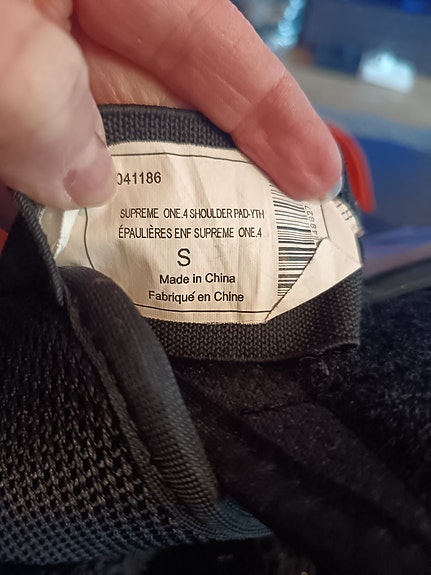 041186
SUPREME ONE.4 SHOULDER PAD-YTH
ÉPAULIÈRES ENF SUPREME ONE.4
S
Made in China
Fabriqué en Chine